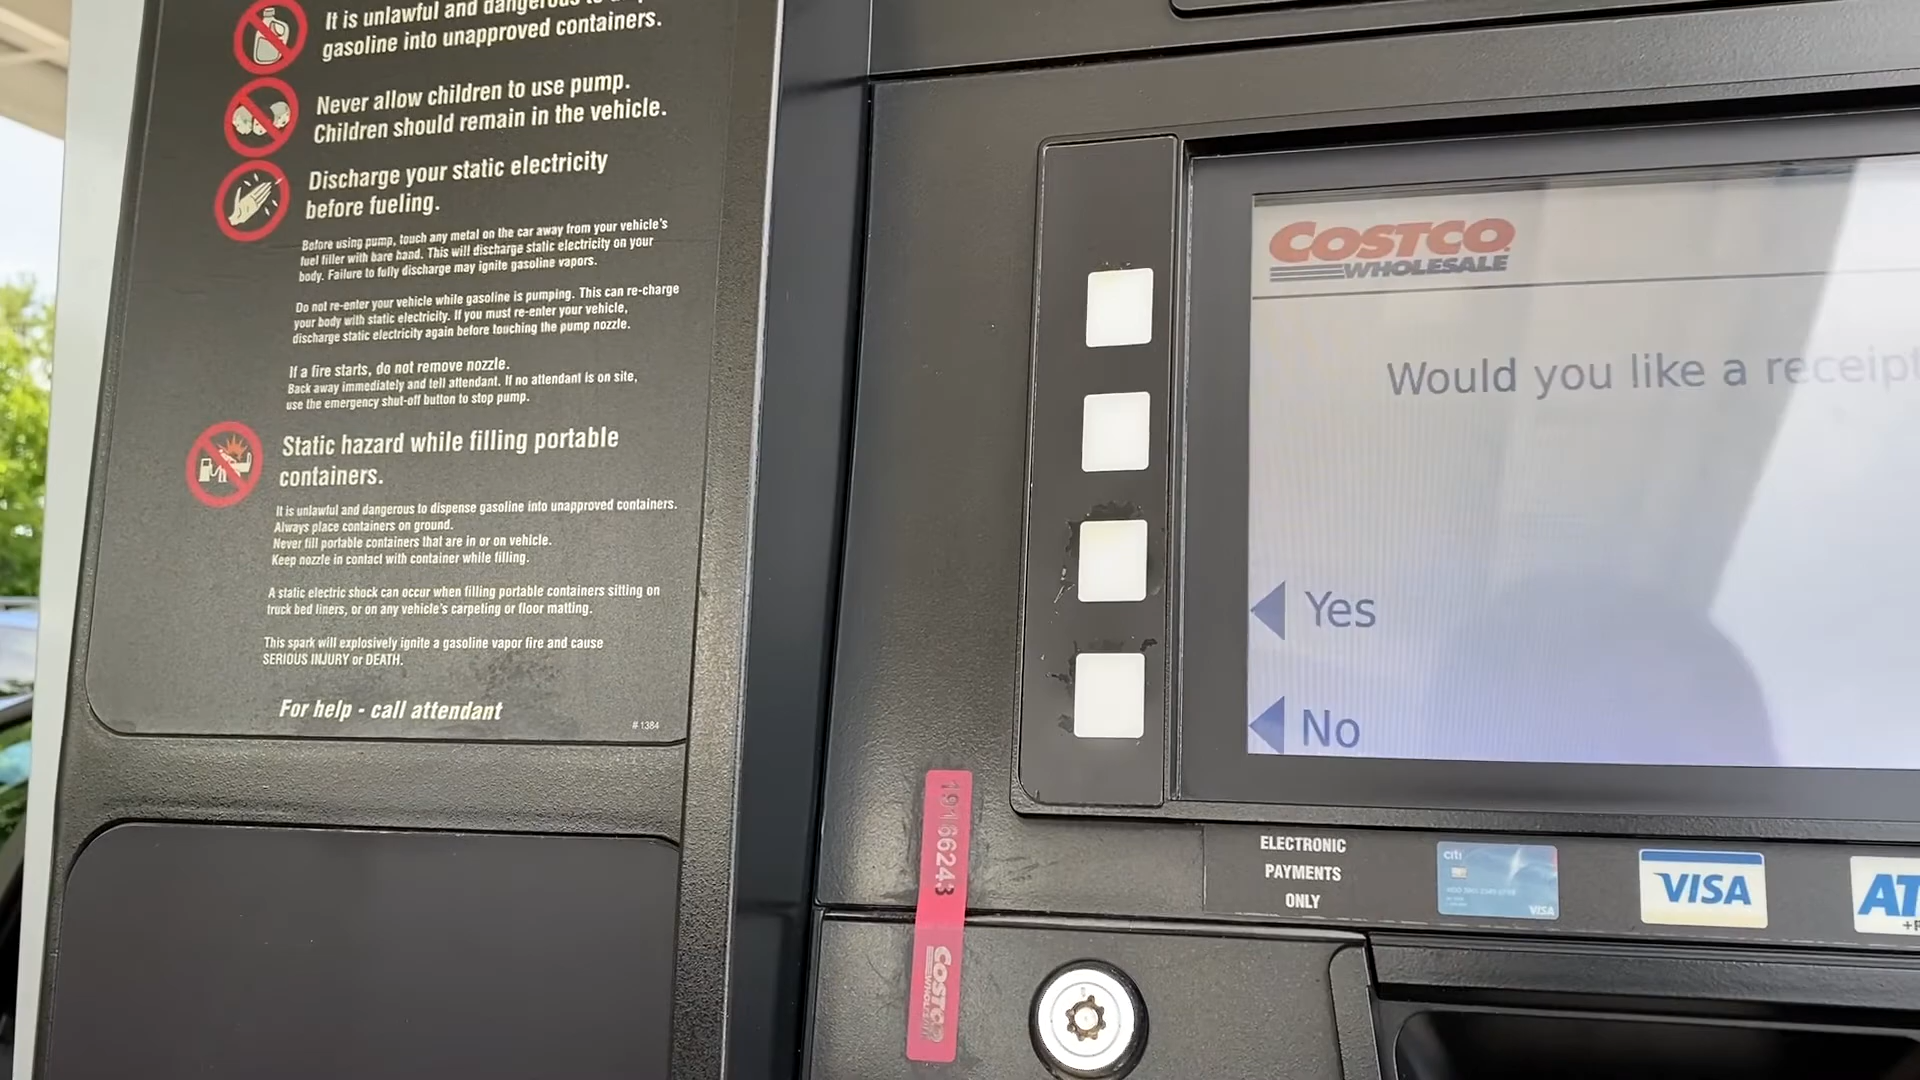 It is unlawful and dangerous to
gasoline into unapproved containers.
Never allow children to use pump.
Children should remain in the vehicle.
Discharge your static electricity
before fueling.
Before using pump, touch any metal on the car away from your vehicle's
fuel filler with bare hand. This will discharge static electricity on your
body. Failure to fully discharge may ignite gasoline vapors.
Do not re-enter your vehicle while gasoline is pumping. This can re-charge
your body with static electricity. If you must re-enter your vehicle,
discharge static electricity again before touching the pump nozzle.
If a fire starts, do not remove nozzle.
Back away immediately and tell attendant. If no attendant is on site,
use the emergency shut-off button to stop pump.
Static hazard while filling portable
containers.
It is unlawful and dangerous to dispense gasoline into unapproved containers.
Always place containers on ground.
Never fill portable containers that are in or on vehicle.
Keep nozzle in contact with container while filling.
A static electric shock can occur when filling portable containers sitting on
truck bed liners, or on any vehicle's carpeting or floor matting.
This spark will explosively ignite a gasoline vapor fire and cause
SERIOUS INJURY or DEATH.
For help - call attendant
#1384
COSTCO
WHOLESALE
Would you like a receipt
Yes
No
19166243
COSTCO
WHOLESALE
ELECTRONIC
PAYMENTS
ONLY
citi
VISA
VISA